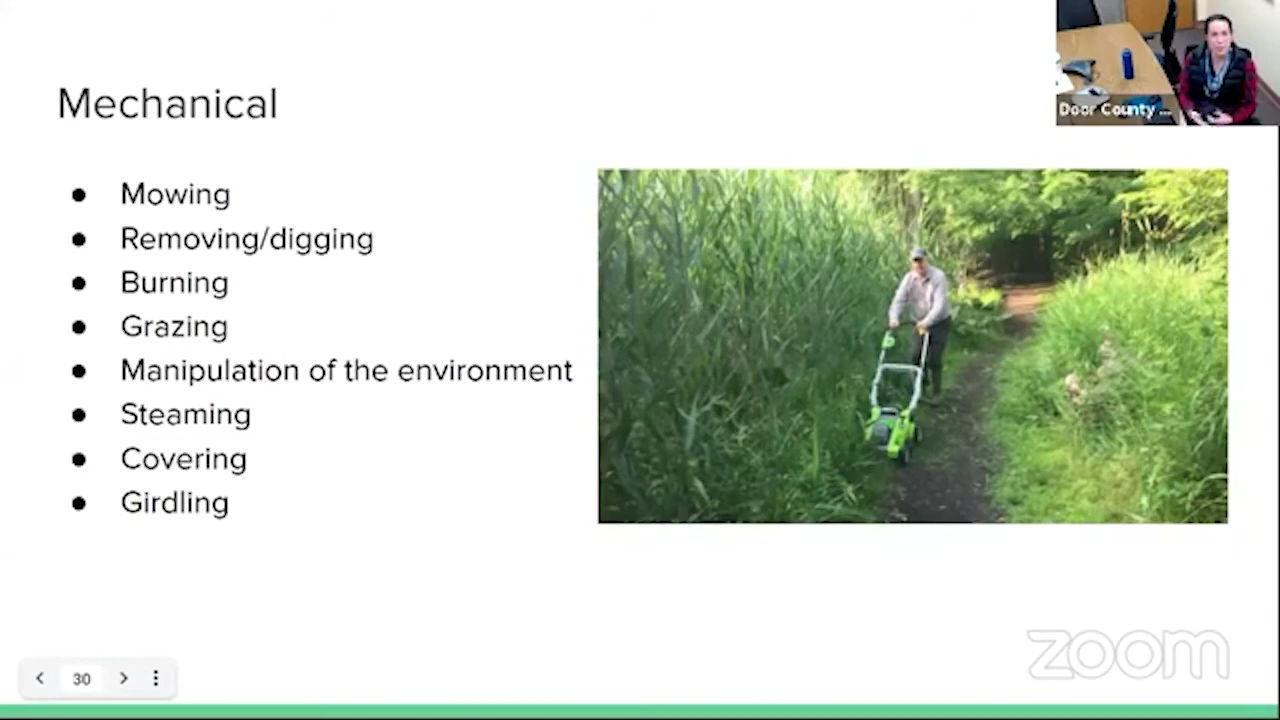 Mechanical
Door County ...
● Mowing
● Removing/digging
● Burning
● Grazing
● Manipulation of the environment
● Steaming
● Covering
● Girdling
zoom
30